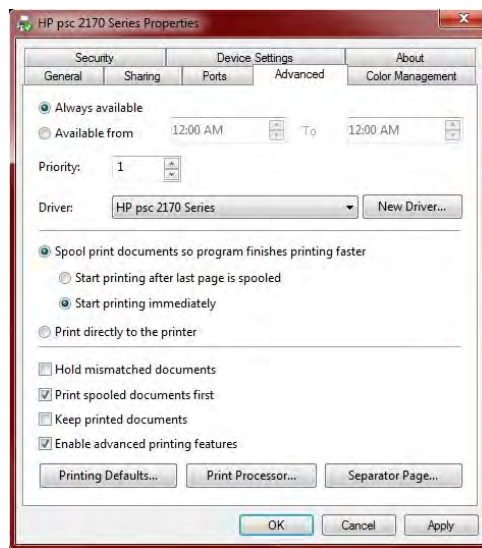 HP psc 2170 Series Properties
Security Device Settings About
General Sharing Ports Advanced Color Management
Always available
Available from 12:00 AM To 12:00 AM
Priority: 1
Driver: HP psc 2170 Series New Driver...
Spool print documents so program finishes printing faster
Start printing after last page is spooled
Start printing immediately
Print directly to the printer
Hold mismatched documents
Print spooled documents first
Keep printed documents
Enable advanced printing features
Printing Defaults... Print Processor... Separator Page...
OK Cancel Apply